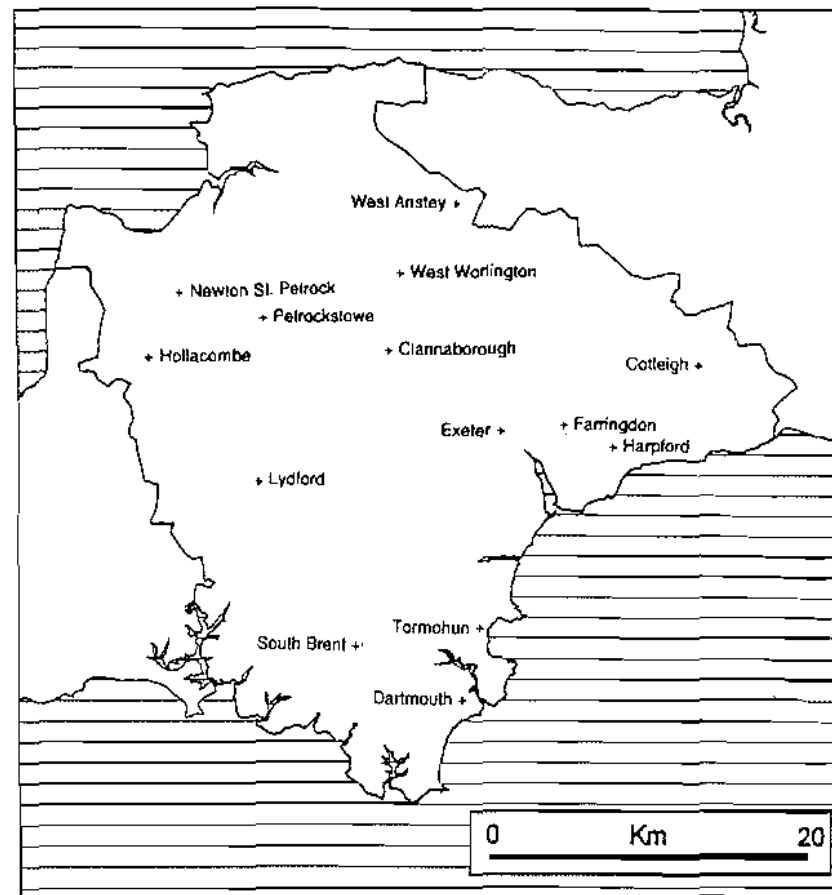 West Anstey
West Worlington
Newton St. Petrock
Petrockstowe
Clannaborough
Hollacombe
Cotleigh
Farringdon
Exeter
Harpford
Lydford
Tormohun
South Brent
Dartmouth
0 Km 20